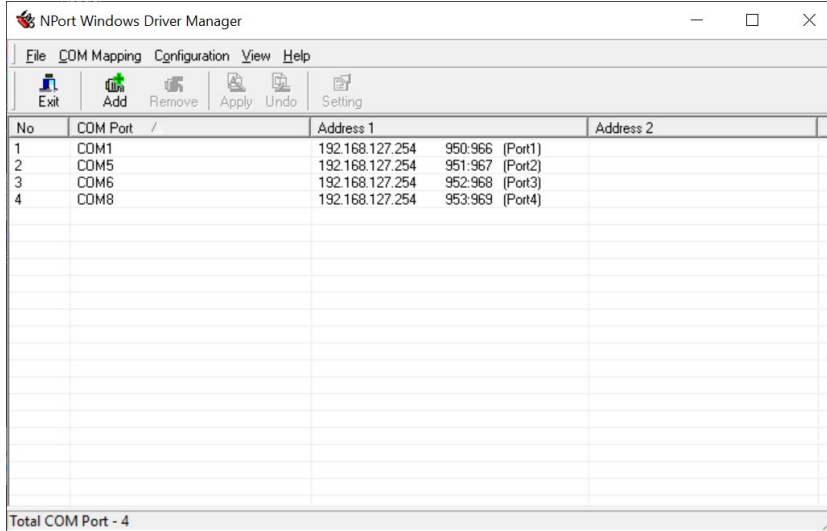 NPort Windows Driver Manager
File COM Mapping Configuration View Help
Exit Add Remove Apply Undo Setting
No COM Port / Address 1 Address 2
1 COM1 192.168.127.254 950:966 (Port1)
2 COM5 192.168.127.254 951:967 (Port2)
3 COM6 192.168.127.254 952:968 (Port3)
4 COM8 192.168.127.254 953:969 (Port4)
Total COM Port - 4